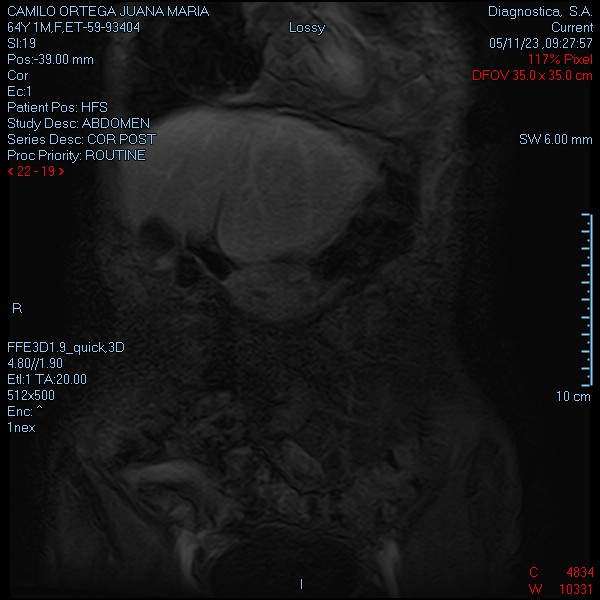 CAMILO ORTEGA JUANA MARIA
64Y 1M,F,ET-59-93404
Sl:19
Pos:-39.00 mm
Cor
Ec:1
Patient Pos: HFS
Study Desc: ABDOMEN
Series Desc: COR POST
Proc Priority: ROUTINE
< 22 - 19 >
Lossy
Diagnostica, S.A.
Current
05/11/23 ,09:27:57
117% Pixel
DFOV 35.0 x 35.0 cm
SW 6.00 mm
R
FFE3D1.9_quick,3D
4.80//1.90
Etl:1 TA:20.00
512x500
Enc: ^
1nex
10 cm
I
C 4834
W 10331